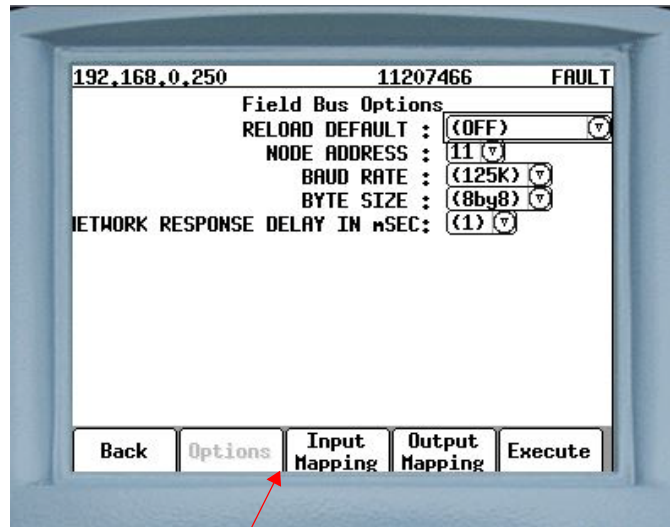 192.168.0.250 11207466 FAULT
Field Bus Options
RELOAD DEFAULT : (OFF)
NODE ADDRESS : 11
BAUD RATE : (125K)
BYTE SIZE : (8by8)
IETWORK RESPONSE DELAY IN mSEC: (1)
Back Options Input Mapping Output Mapping Execute